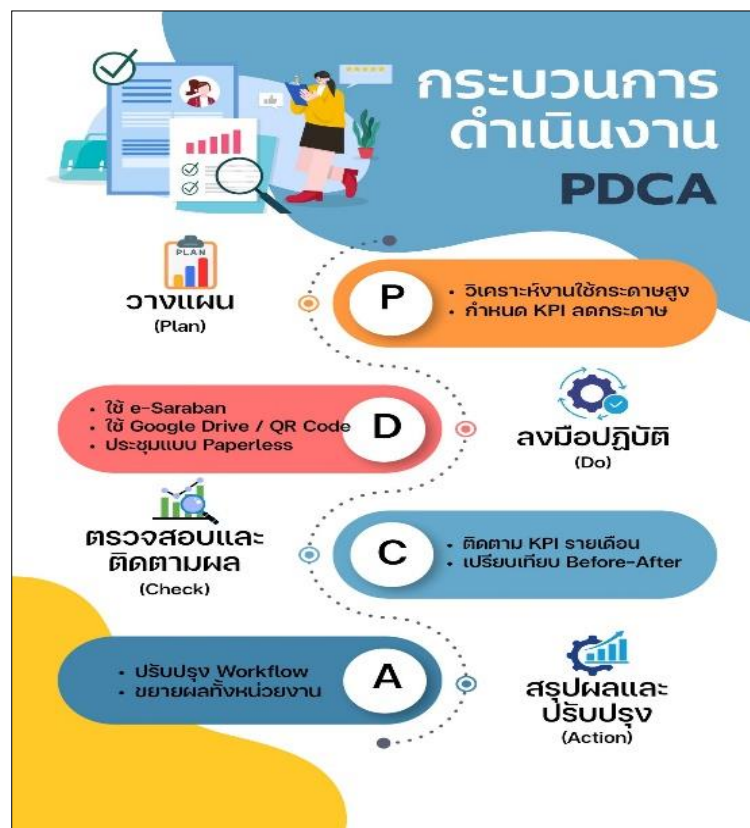 กระบวนการ
ดำเนินงาน
PDCA
PLAN
วางแผน
(Plan)
P
• วิเคราะห์งานใช้กระดาษสูง
• กำหนด KPI ลดกระดาษ
• ใช้ e-Saraban
• ใช้ Google Drive / QR Code
• ประชุมแบบ Paperless
D
ลงมือปฏิบัติ
(Do)
ตรวจสอบและ
ติดตามผล
(Check)
C
• ติดตาม KPI รายเดือน
• เปรียบเทียบ Before-After
• ปรับปรุง Workflow
• ขยายผลทั้งหน่วยงาน
A
สรุปผลและ
ปรับปรุง
(Action)